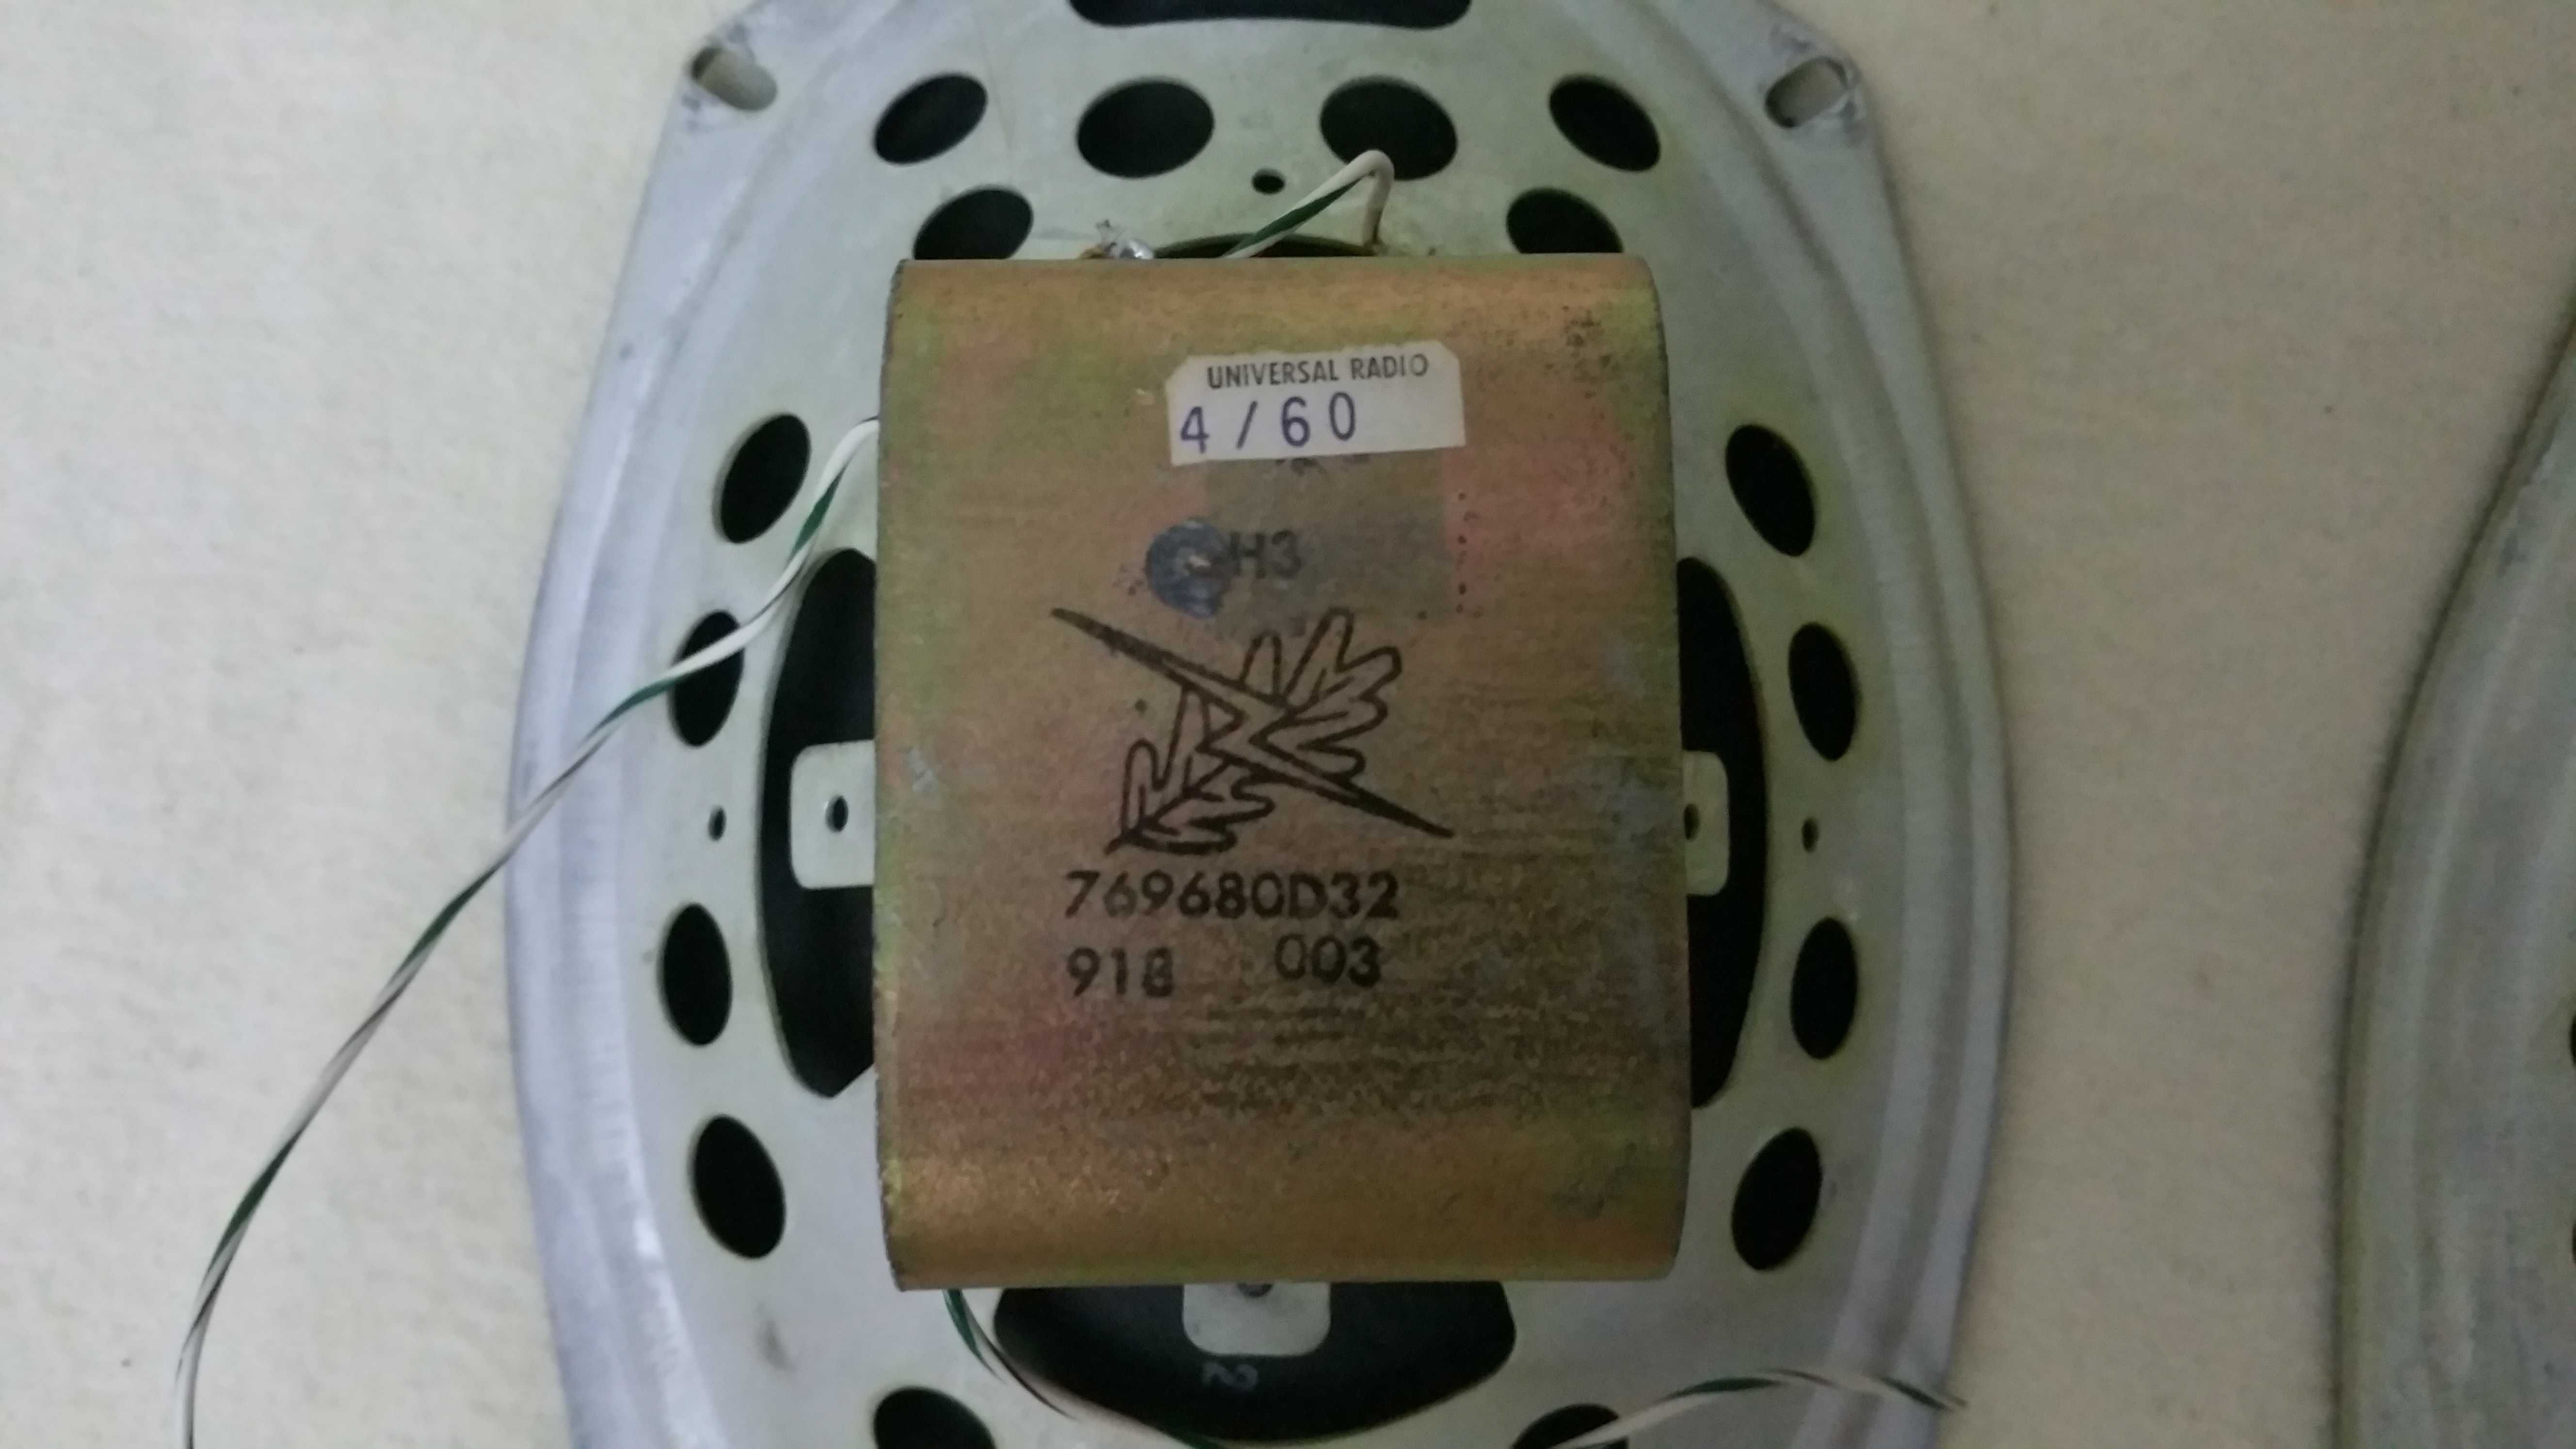 UNIVERSAL RADIO
4/60
H3
769680D32
918 003